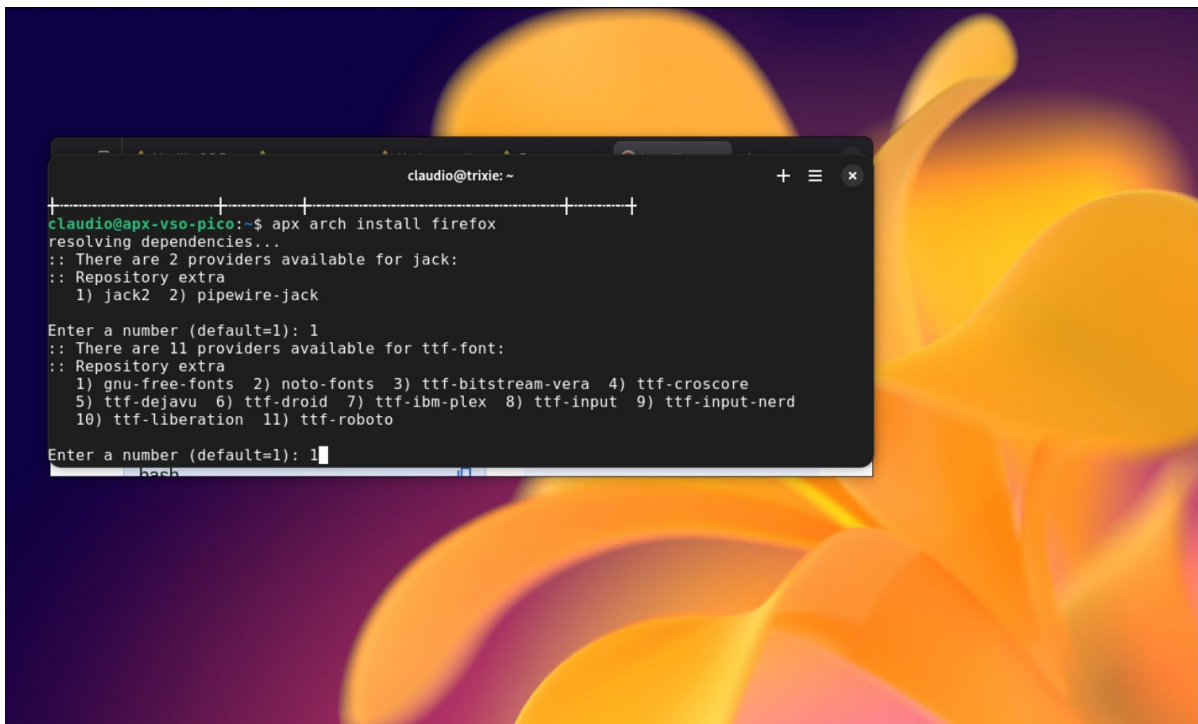 claudio@trixie: ~
claudio@apx-vso-pico:~$ apx arch install firefox
resolving dependencies...
:: There are 2 providers available for jack:
:: Repository extra
1) jack2  2) pipewire-jack
Enter a number (default=1): 1
:: There are 11 providers available for ttf-font:
:: Repository extra
1) gnu-free-fonts  2) noto-fonts  3) ttf-bitstream-vera  4) ttf-croscore
5) ttf-dejavu  6) ttf-droid  7) ttf-ibm-plex  8) ttf-input  9) ttf-input-nerd
10) ttf-liberation  11) ttf-roboto
Enter a number (default=1): 1
bash